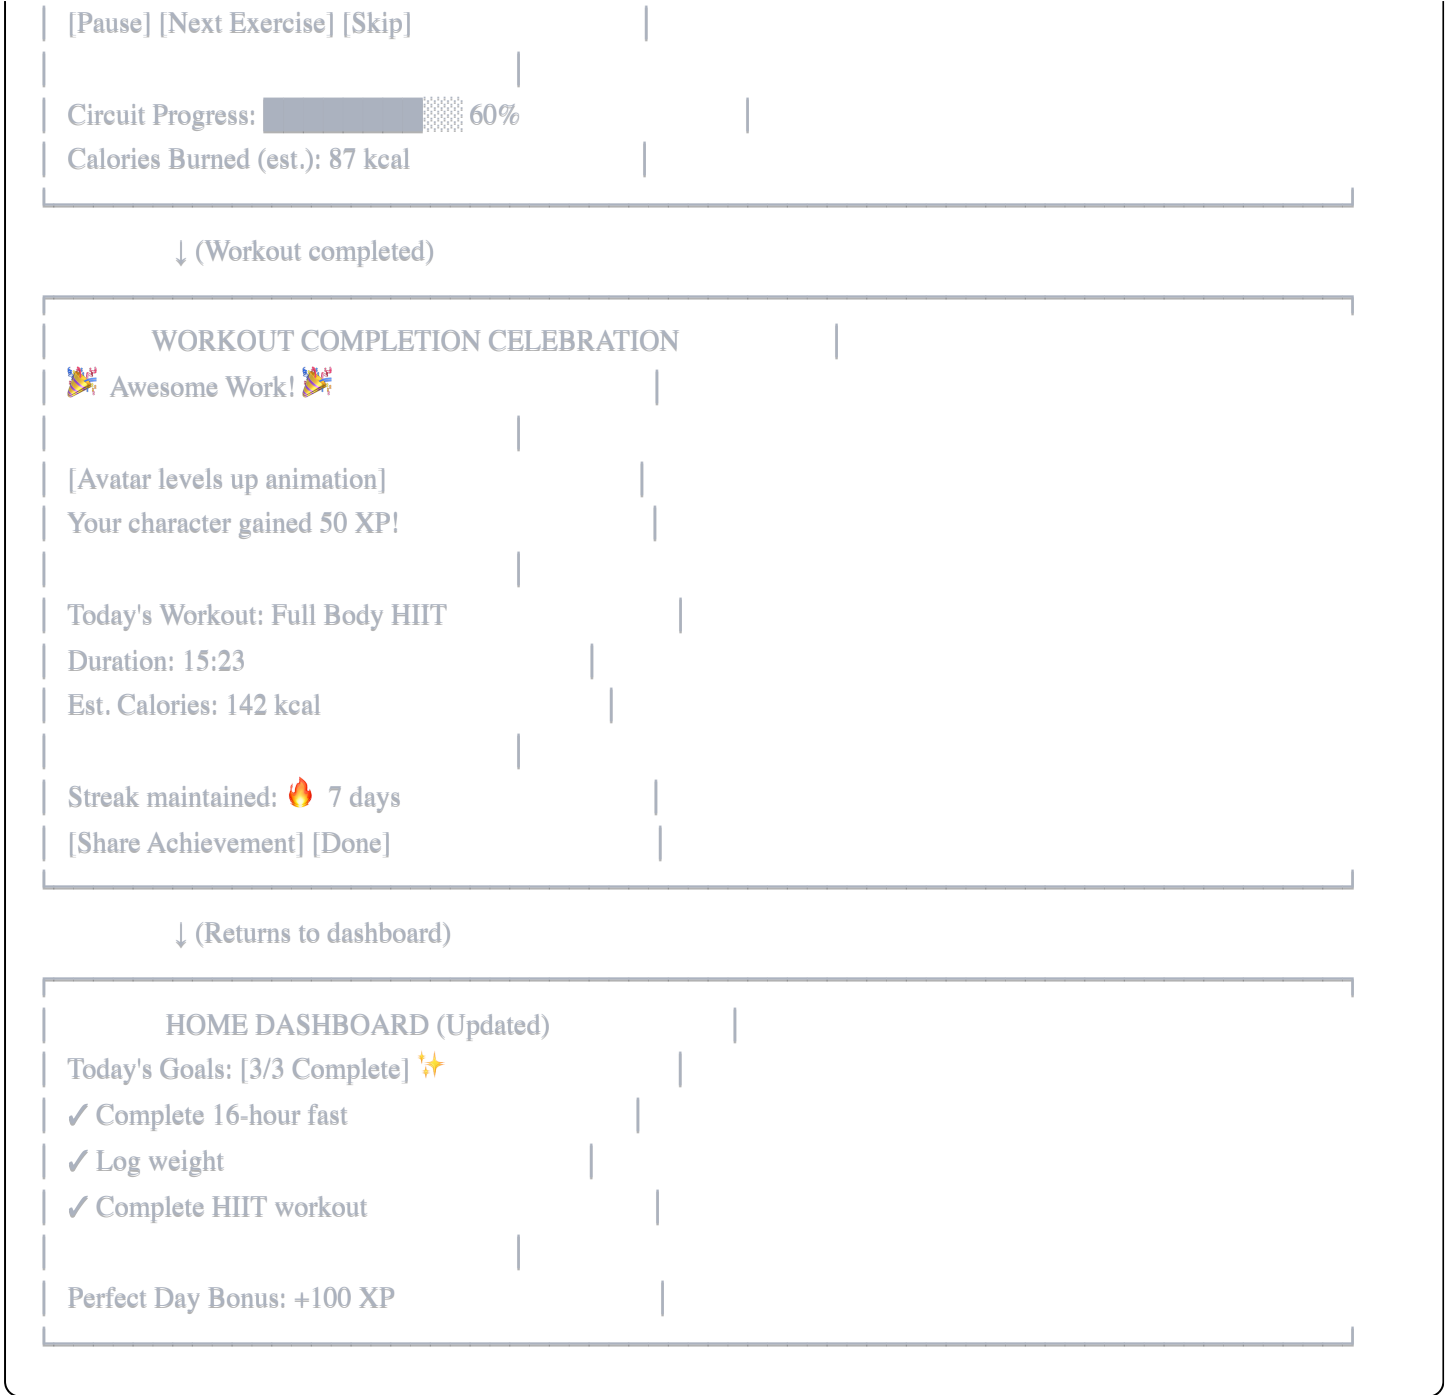 [Pause] [Next Exercise] [Skip]
Circuit Progress: ████████░░ 60%
Calories Burned (est.): 87 kcal
↓ (Workout completed)
WORKOUT COMPLETION CELEBRATION
🎉 Awesome Work! 🎉
[Avatar levels up animation]
Your character gained 50 XP!
Today's Workout: Full Body HIIT
Duration: 15:23
Est. Calories: 142 kcal
Streak maintained: 🔥 7 days
[Share Achievement] [Done]
↓ (Returns to dashboard)
HOME DASHBOARD (Updated)
Today's Goals: [3/3 Complete] ✨
✓ Complete 16-hour fast
✓ Log weight
✓ Complete HIIT workout
Perfect Day Bonus: +100 XP